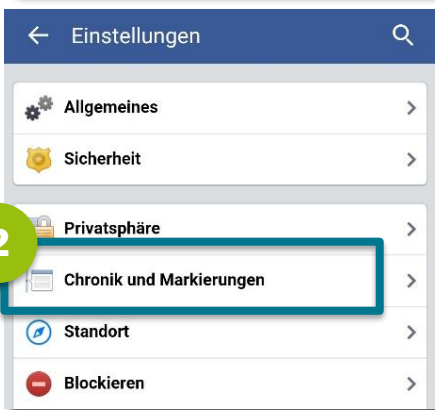 Einstellungen
Allgemeines
Sicherheit
Privatsphäre
2
Chronik und Markierungen
Standort
Blockieren